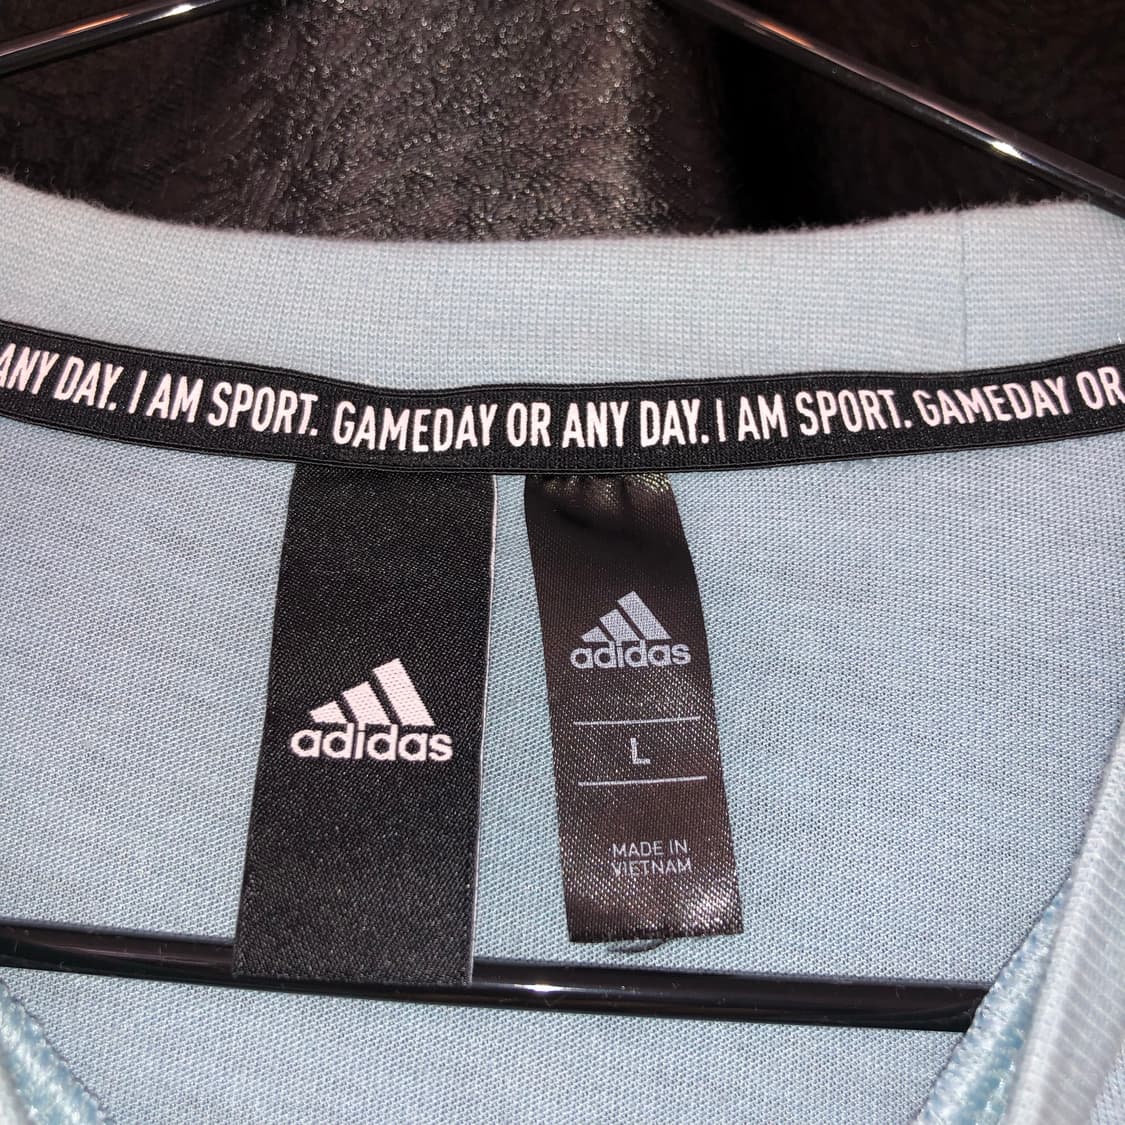 ANY DAY. I AM SPORT. GAMEDAY OR ANY DAY. I AM SPORT. GAMEDAY OR
adidas
adidas
L
MADE IN
VIETNAM